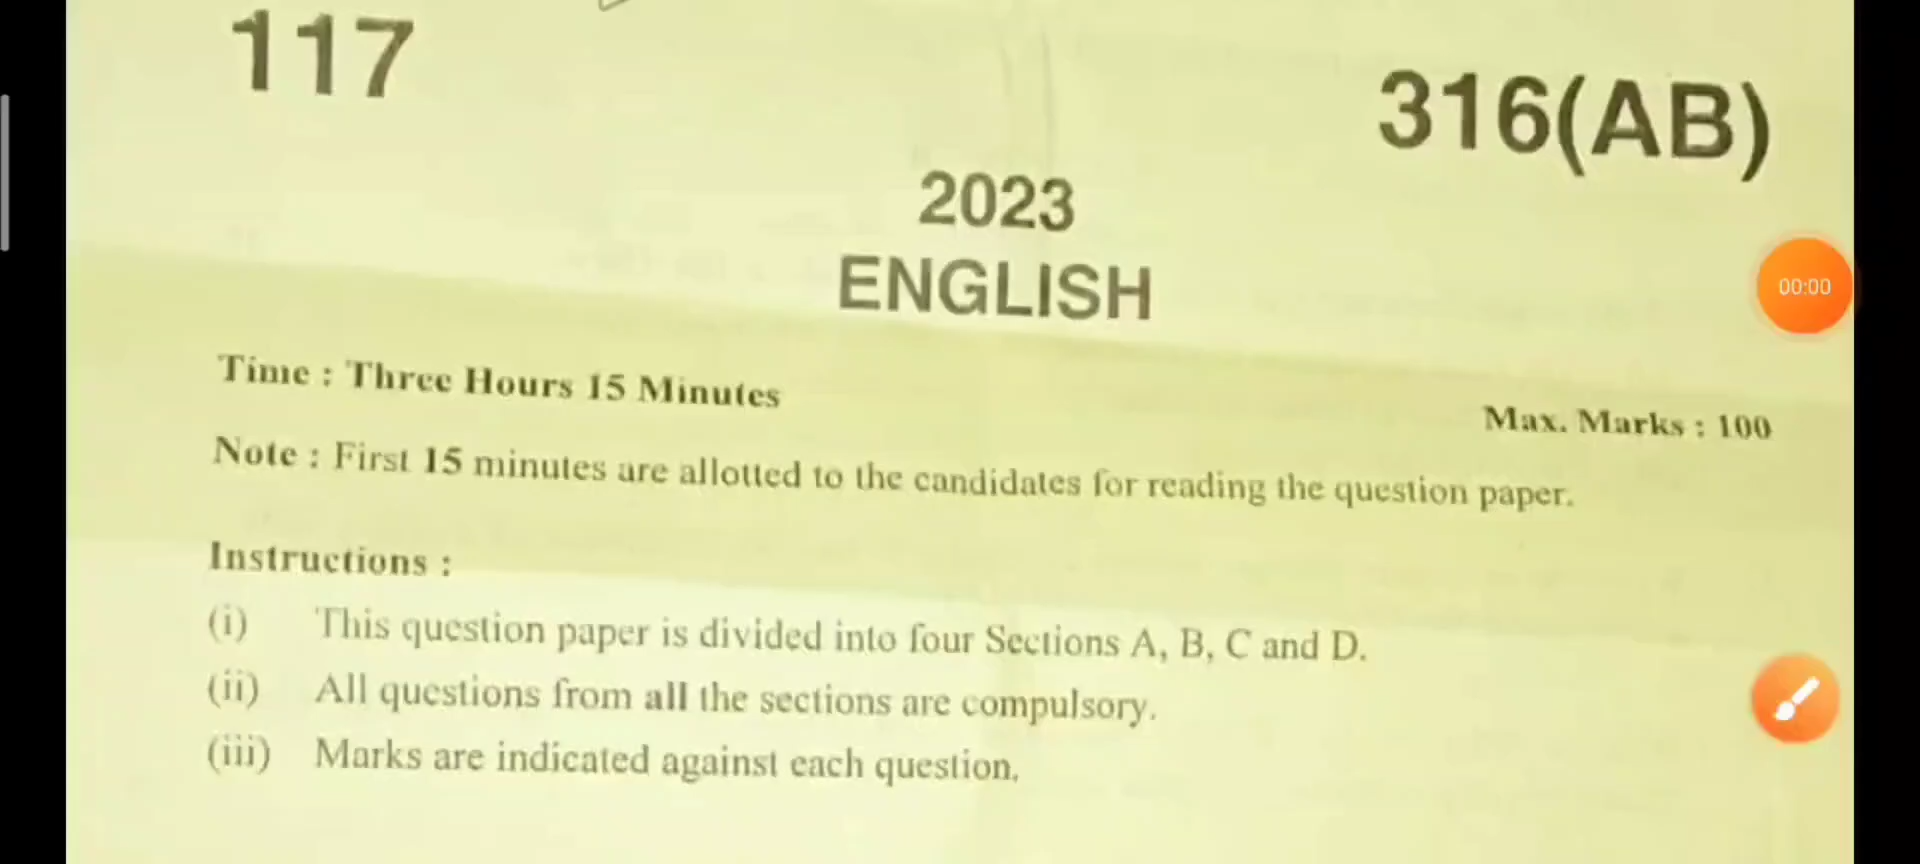 117
316(AB)
2023
ENGLISH
00:00
Time : Three Hours 15 Minutes
Max. Marks : 100
Note : First 15 minutes are allotted to the candidates for reading the question paper.
Instructions :
(i) This question paper is divided into four Sections A, B, C and D.
(ii) All questions from all the sections are compulsory.
(iii) Marks are indicated against each question.